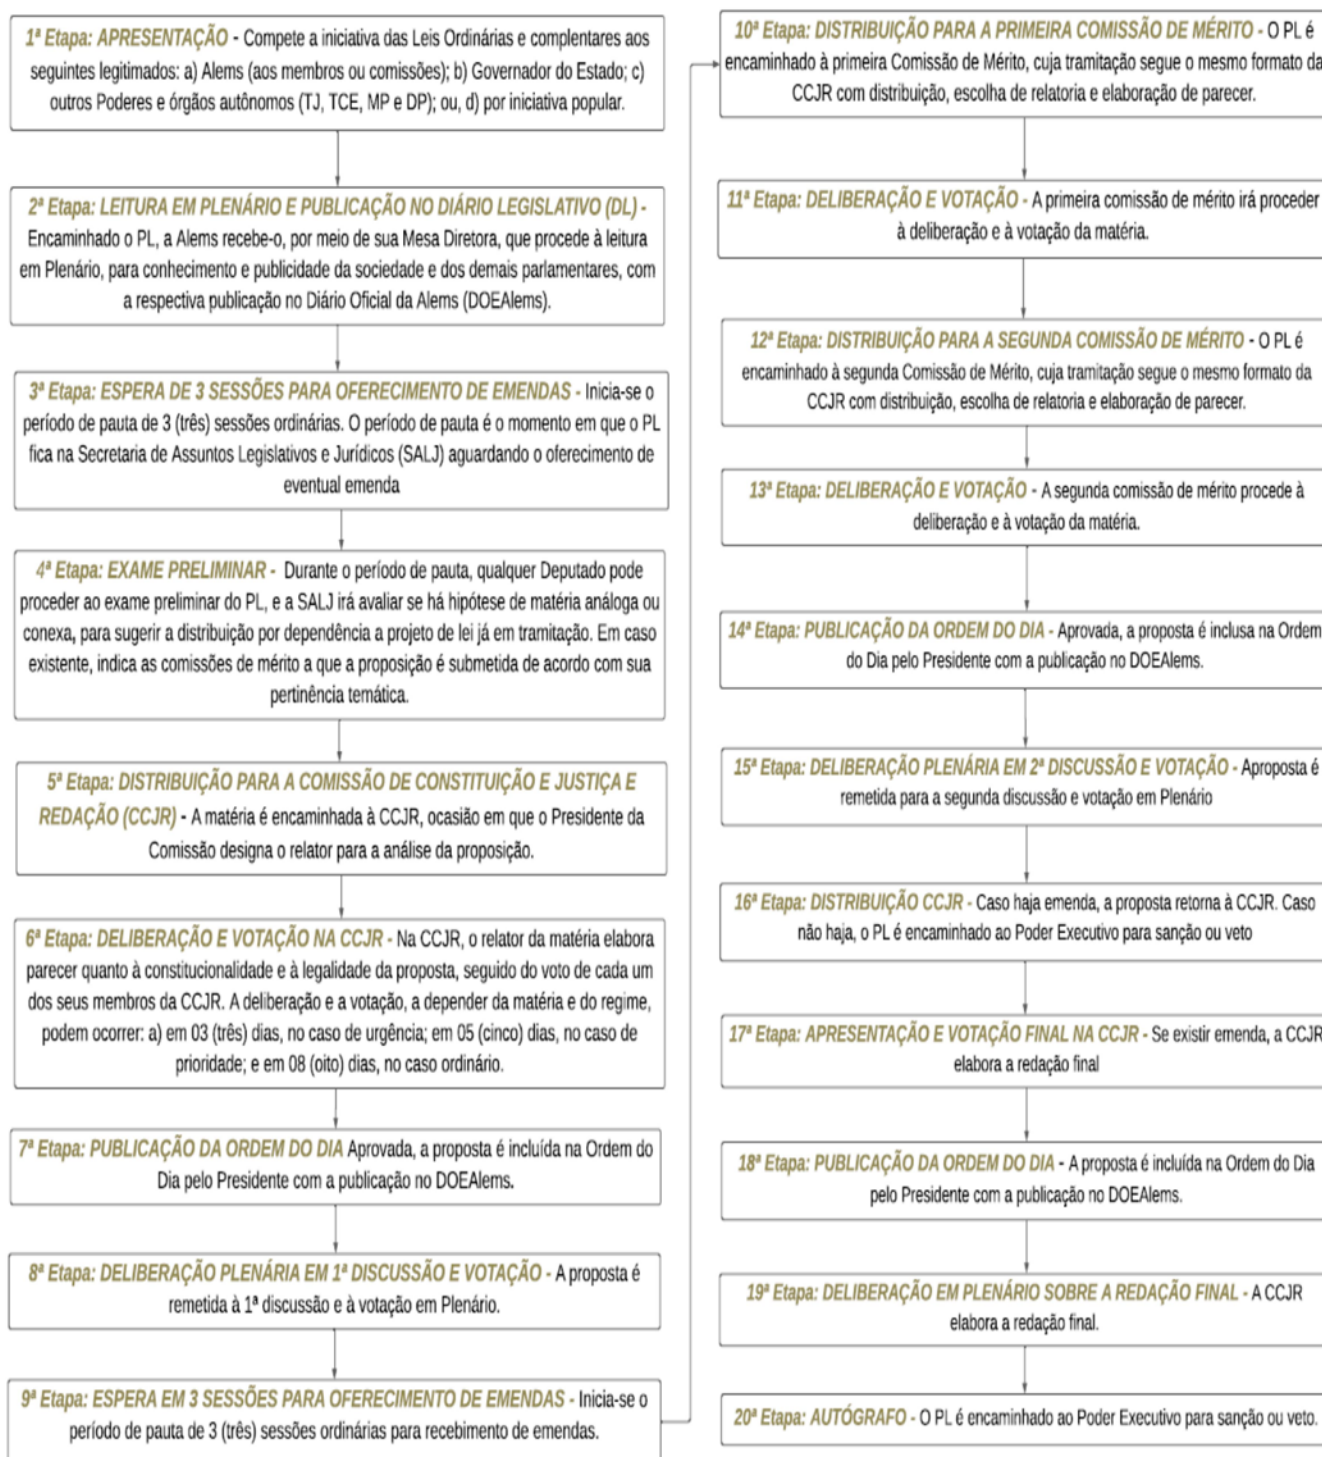 1ª Etapa: APRESENTAÇÃO - Compete a iniciativa das Leis Ordinárias e complentares aos
seguintes legitimados: a) Alems (aos membros ou comissões); b) Governador do Estado; c)
outros Poderes e órgãos autônomos (TJ, TCE, MP e DP); ou, d) por iniciativa popular.
2ª Etapa: LEITURA EM PLENÁRIO E PUBLICAÇÃO NO DIÁRIO LEGISLATIVO (DL) -
Encaminhado o PL, a Alems recebe-o, por meio de sua Mesa Diretora, que procede à leitura
em Plenário, para conhecimento e publicidade da sociedade e dos demais parlamentares, com
a respectiva publicação no Diário Oficial da Alems (DOEAlems).
3ª Etapa: ESPERA DE 3 SESSÕES PARA OFERECIMENTO DE EMENDAS - Inicia-se o
período de pauta de 3 (três) sessões ordinárias. O período de pauta é o momento em que o PL
fica na Secretaria de Assuntos Legislativos e Jurídicos (SALJ) aguardando o oferecimento de
eventual emenda
4ª Etapa: EXAME PRELIMINAR - Durante o período de pauta, qualquer Deputado pode
proceder ao exame preliminar do PL, e a SALJ irá avaliar se há hipótese de matéria análoga ou
conexa, para sugerir a distribuição por dependência a projeto de lei já em tramitação. Em caso
existente, indica as comissões de mérito a que a proposição é submetida de acordo com sua
pertinência temática.
5ª Etapa: DISTRIBUIÇÃO PARA A COMISSÃO DE CONSTITUIÇÃO E JUSTIÇA E
REDAÇÃO (CCJR) - A matéria é encaminhada à CCJR, ocasião em que o Presidente da
Comissão designa o relator para a análise da proposição.
6ª Etapa: DELIBERAÇÃO E VOTAÇÃO NA CCJR - Na CCJR, o relator da matéria elabora
parecer quanto à constitucionalidade e à legalidade da proposta, seguido do voto de cada um
dos seus membros da CCJR. A deliberação e a votação, a depender da matéria e do regime,
podem ocorrer: a) em 03 (três) dias, no caso de urgência; em 05 (cinco) dias, no caso de
prioridade; e em 08 (oito) dias, no caso ordinário.
7ª Etapa: PUBLICAÇÃO DA ORDEM DO DIA Aprovada, a proposta é incluída na Ordem do
Dia pelo Presidente com a publicação no DOEAlems.
8ª Etapa: DELIBERAÇÃO PLENÁRIA EM 1ª DISCUSSÃO E VOTAÇÃO - A proposta é
remetida à 1ª discussão e à votação em Plenário.
9ª Etapa: ESPERA EM 3 SESSÕES PARA OFERECIMENTO DE EMENDAS - Inicia-se o
período de pauta de 3 (três) sessões ordinárias para recebimento de emendas.
10ª Etapa: DISTRIBUIÇÃO PARA A PRIMEIRA COMISSÃO DE MÉRITO - O PL é
encaminhado à primeira Comissão de Mérito, cuja tramitação segue o mesmo formato da
CCJR com distribuição, escolha de relatoria e elaboração de parecer.
11ª Etapa: DELIBERAÇÃO E VOTAÇÃO - A primeira comissão de mérito irá proceder
à deliberação e à votação da matéria.
12ª Etapa: DISTRIBUIÇÃO PARA A SEGUNDA COMISSÃO DE MÉRITO - O PL é
encaminhado à segunda Comissão de Mérito, cuja tramitação segue o mesmo formato da
CCJR com distribuição, escolha de relatoria e elaboração de parecer.
13ª Etapa: DELIBERAÇÃO E VOTAÇÃO - A segunda comissão de mérito procede à
deliberação e à votação da matéria.
14ª Etapa: PUBLICAÇÃO DA ORDEM DO DIA - Aprovada, a proposta é inclusa na Ordem
do Dia pelo Presidente com a publicação no DOEAlems.
15ª Etapa: DELIBERAÇÃO PLENÁRIA EM 2ª DISCUSSÃO E VOTAÇÃO - Aproposta é
remetida para a segunda discussão e votação em Plenário
16ª Etapa: DISTRIBUIÇÃO CCJR - Caso haja emenda, a proposta retorna à CCJR. Caso
não haja, o PL é encaminhado ao Poder Executivo para sanção ou veto
17ª Etapa: APRESENTAÇÃO E VOTAÇÃO FINAL NA CCJR - Se existir emenda, a CCJR
elabora a redação final
18ª Etapa: PUBLICAÇÃO DA ORDEM DO DIA - A proposta é incluída na Ordem do Dia
pelo Presidente com a publicação no DOEAlems.
19ª Etapa: DELIBERAÇÃO EM PLENÁRIO SOBRE A REDAÇÃO FINAL - A CCJR
elabora a redação final.
20ª Etapa: AUTÓGRAFO - O PL é encaminhado ao Poder Executivo para sanção ou veto.